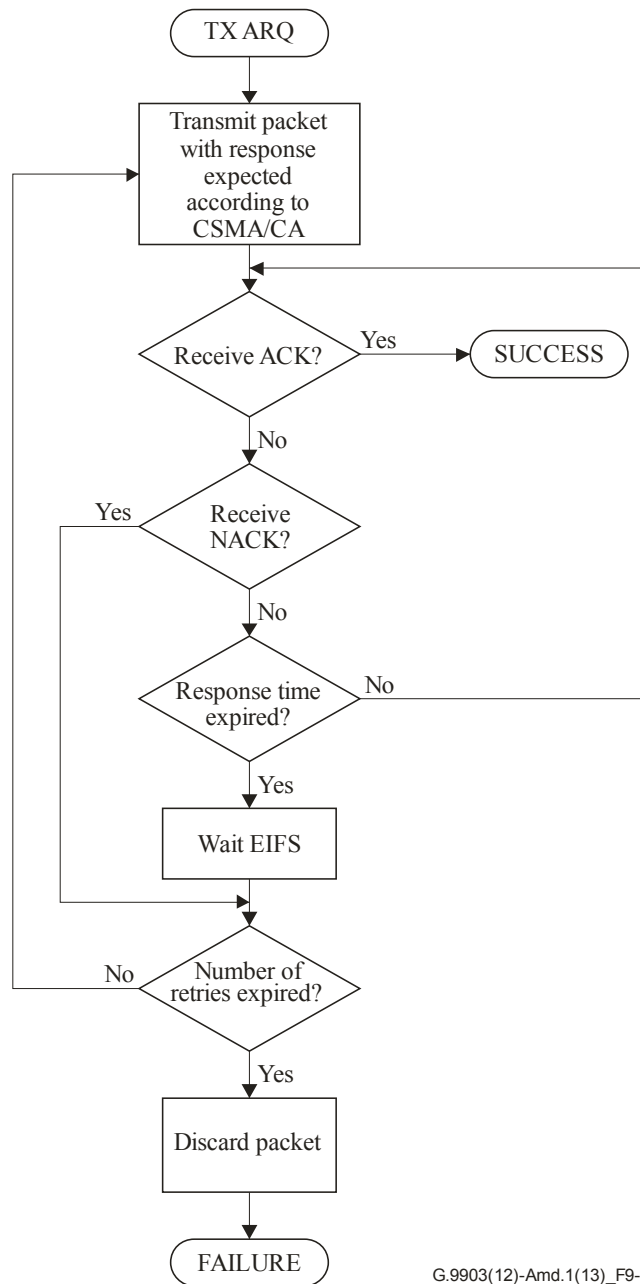 TX ARQ
Transmit packet
with response
expected
according to
CSMA/CA
Receive ACK?
Yes
SUCCESS
No
Yes
Receive
NACK?
No
Response time
expired?
No
Yes
Wait EIFS
No
Number of
retries expired?
Yes
Discard packet
FAILURE
G.9903(12)-Amd.1(13)_F9-